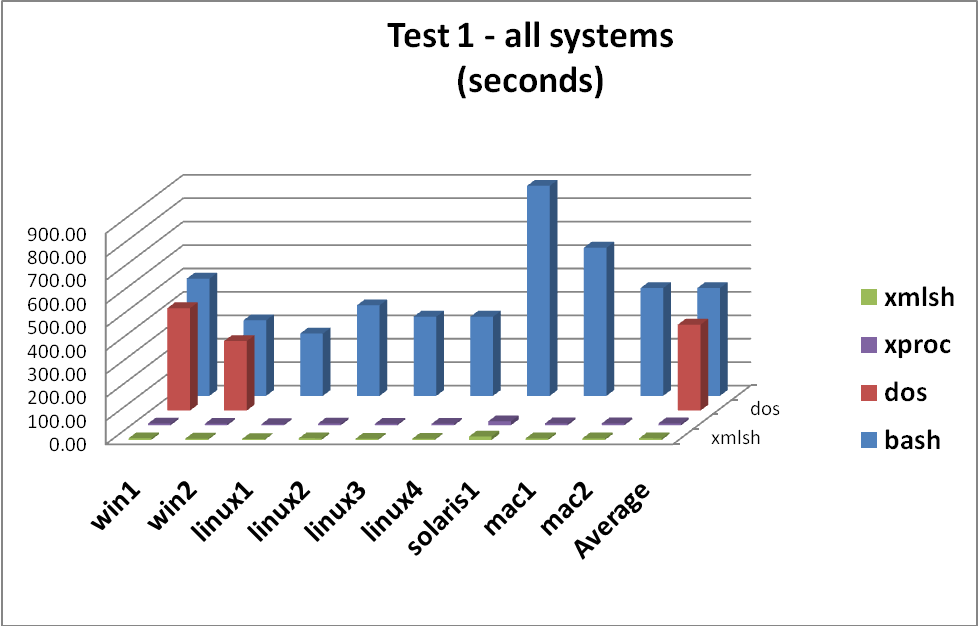 Test 1 - all systems
(seconds)
900.00
800.00
700.00
600.00
500.00
400.00
300.00
200.00
100.00
0.00
win1
win2
linux1
linux2
linux3
linux4
solaris1
mac1
mac2
Average
dos
xmlsh
xmlsh
xproc
dos
bash